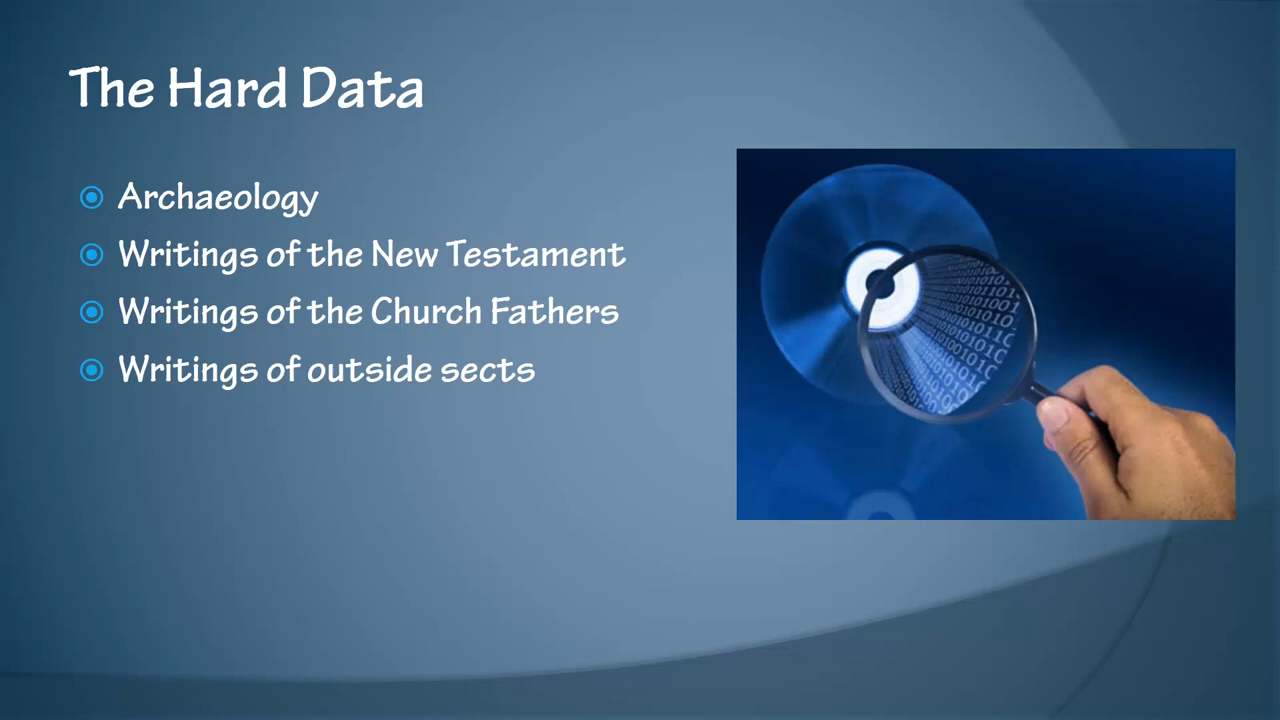 The Hard Data
Archaeology
Writings of the New Testament
Writings of the Church Fathers
Writings of outside sects